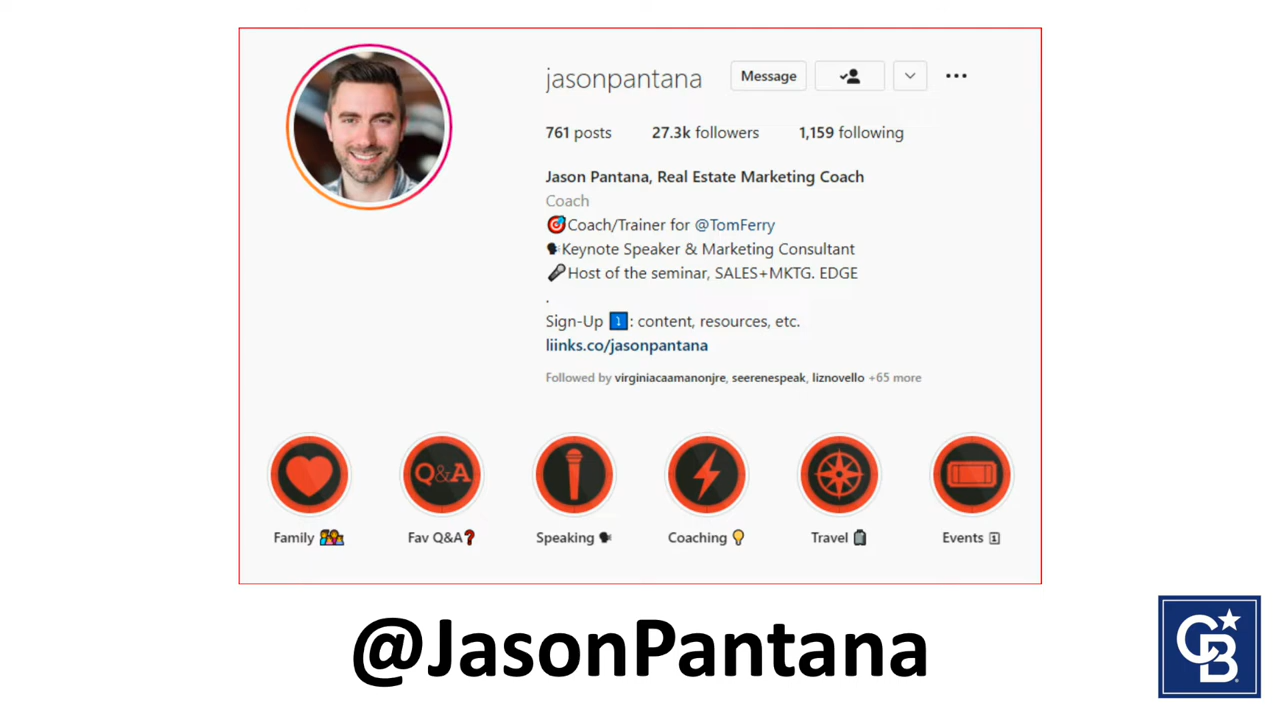 jasonpantana Message
761 posts 27.3k followers 1,159 following
Jason Pantana, Real Estate Marketing Coach
Coach
🎯Coach/Trainer for @TomFerry
🗣Keynote Speaker & Marketing Consultant
🎤Host of the seminar, SALES+MKTG. EDGE
.
Sign-Up ⤵: content, resources, etc.
liinks.co/jasonpantana
Followed by virginiacaamanonjre, seerenespeak, liznovello +65 more
Q&A
Family 👨‍👩‍👧 Fav Q&A❓ Speaking 🗣 Coaching 💡 Travel 🧳 Events 🗓
@JasonPantana
CB